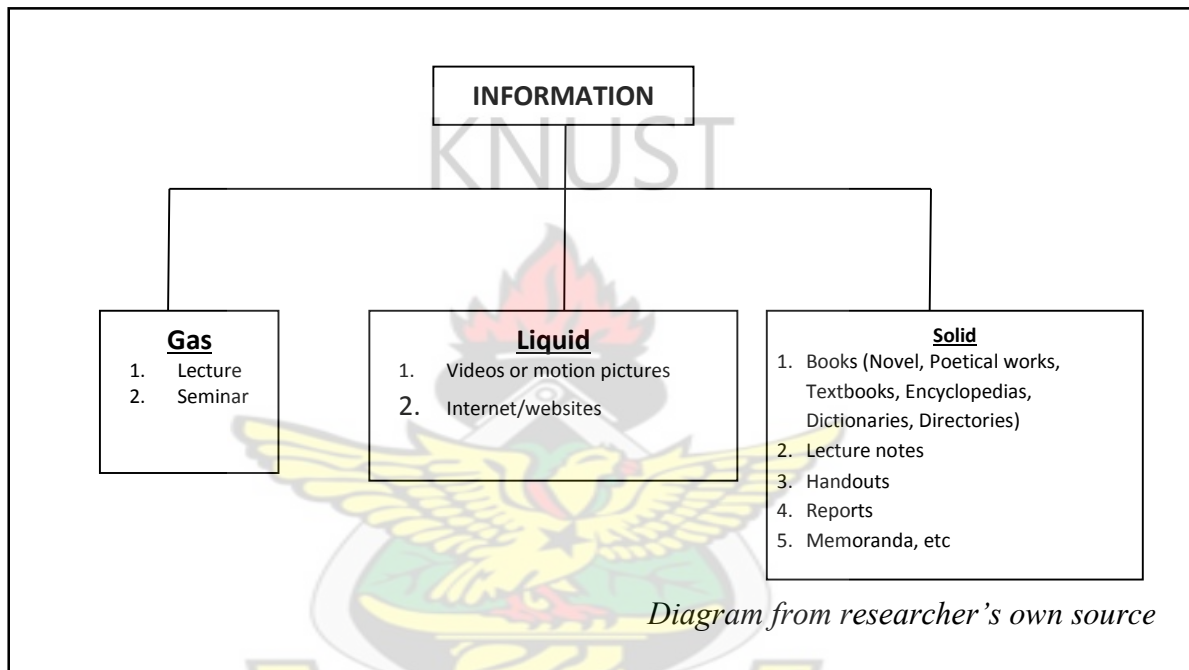 INFORMATION
KNUST
Gas
1. Lecture
2. Seminar
Liquid
1. Videos or motion pictures
2. Internet/websites
Solid
1. Books (Novel, Poetical works,
Textbooks, Encyclopedias,
Dictionaries, Directories)
2. Lecture notes
3. Handouts
4. Reports
5. Memoranda, etc
Diagram from researcher’s own source